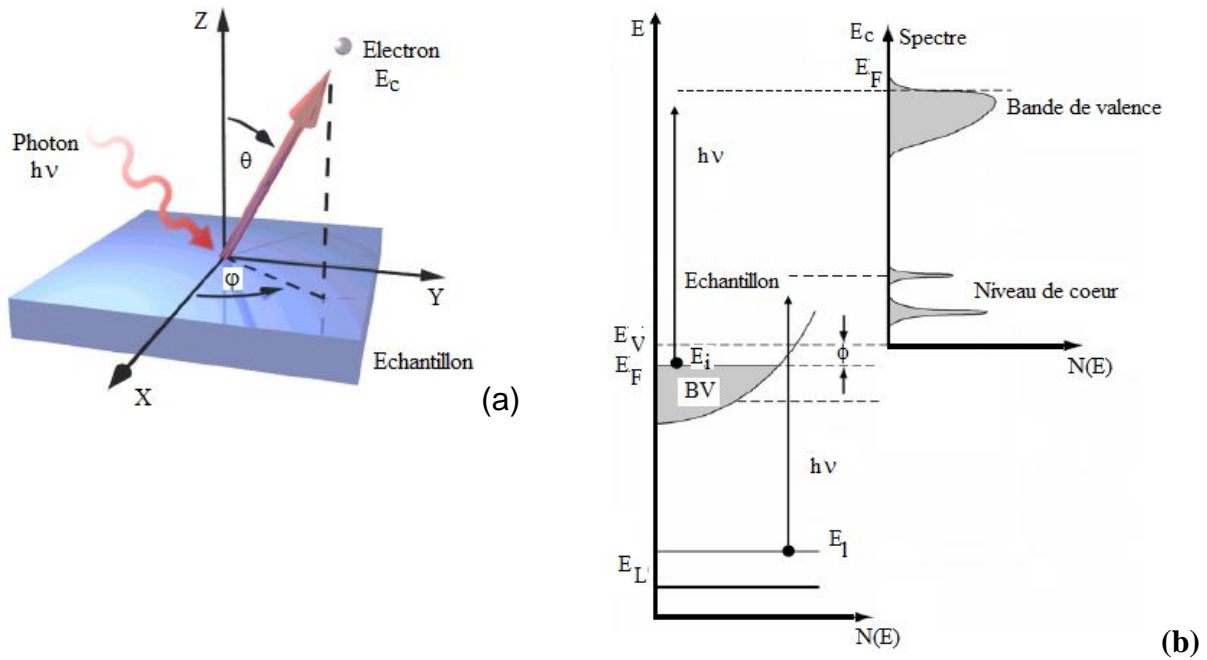 Z
Electron
Ec
Photon
hν
θ
φ
Y
Echantillon
X
(a)
E
Ec Spectre
EF
Bande de valence
hν
Echantillon
Niveau de coeur
EV
Ei
ϕ
N(E)
EF
BV
hν
El
EL
N(E)
(b)